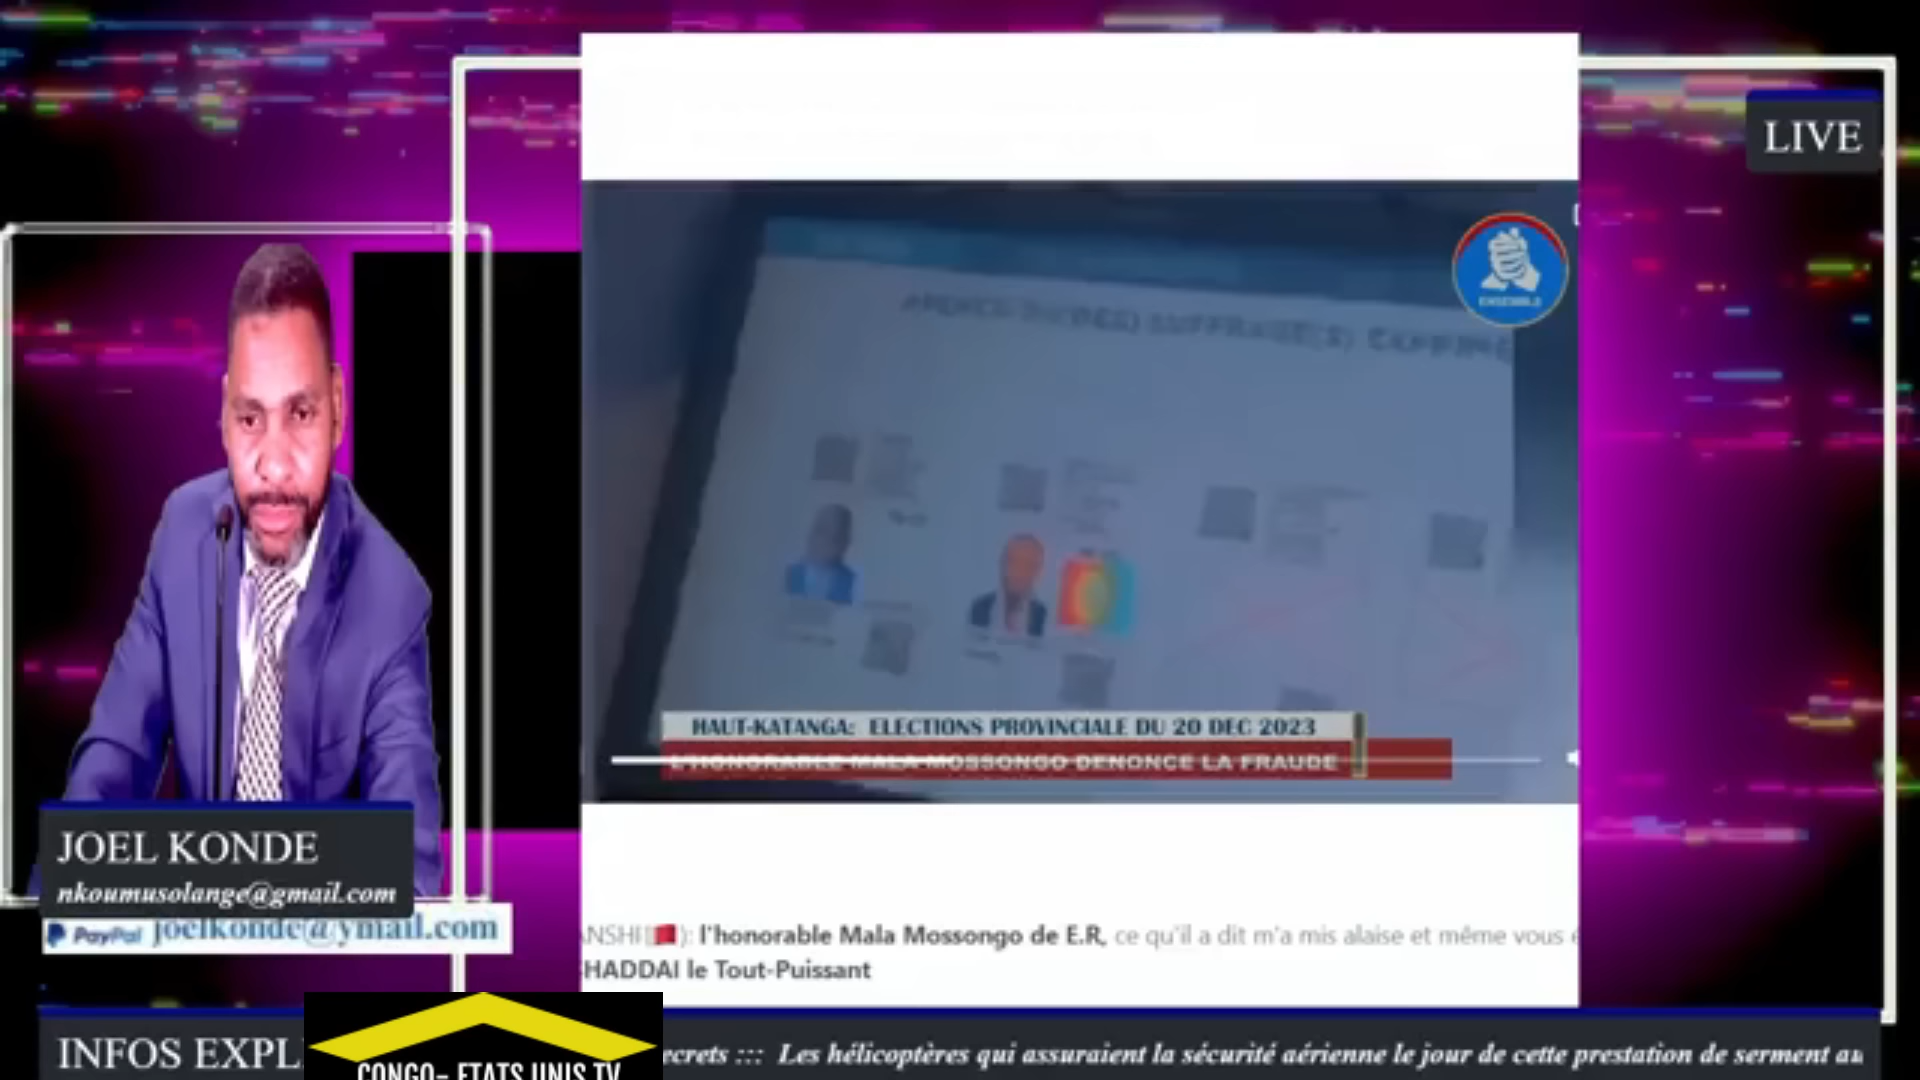 LIVE
ENSEMBLE
HAUT-KATANGA: ELECTIONS PROVINCIALE DU 20 DEC 2023
L'HONORABLE MALA MOSSONGO DENONCE LA FRAUDE
JOEL KONDE
nkoumusolange@gmail.com
PayPal joelkonde@ymail.com
ANSHI ): l'honorable Mala Mossongo de E.R, ce qu'il a dit m'a mis alaise et même vous
HADDAI le Tout-Puissant
INFOS EXPL
ecrets ::: Les hélicoptères qui assuraient la sécurité aérienne le jour de cette prestation de serment au
CONGO- ETATS UNIS TV